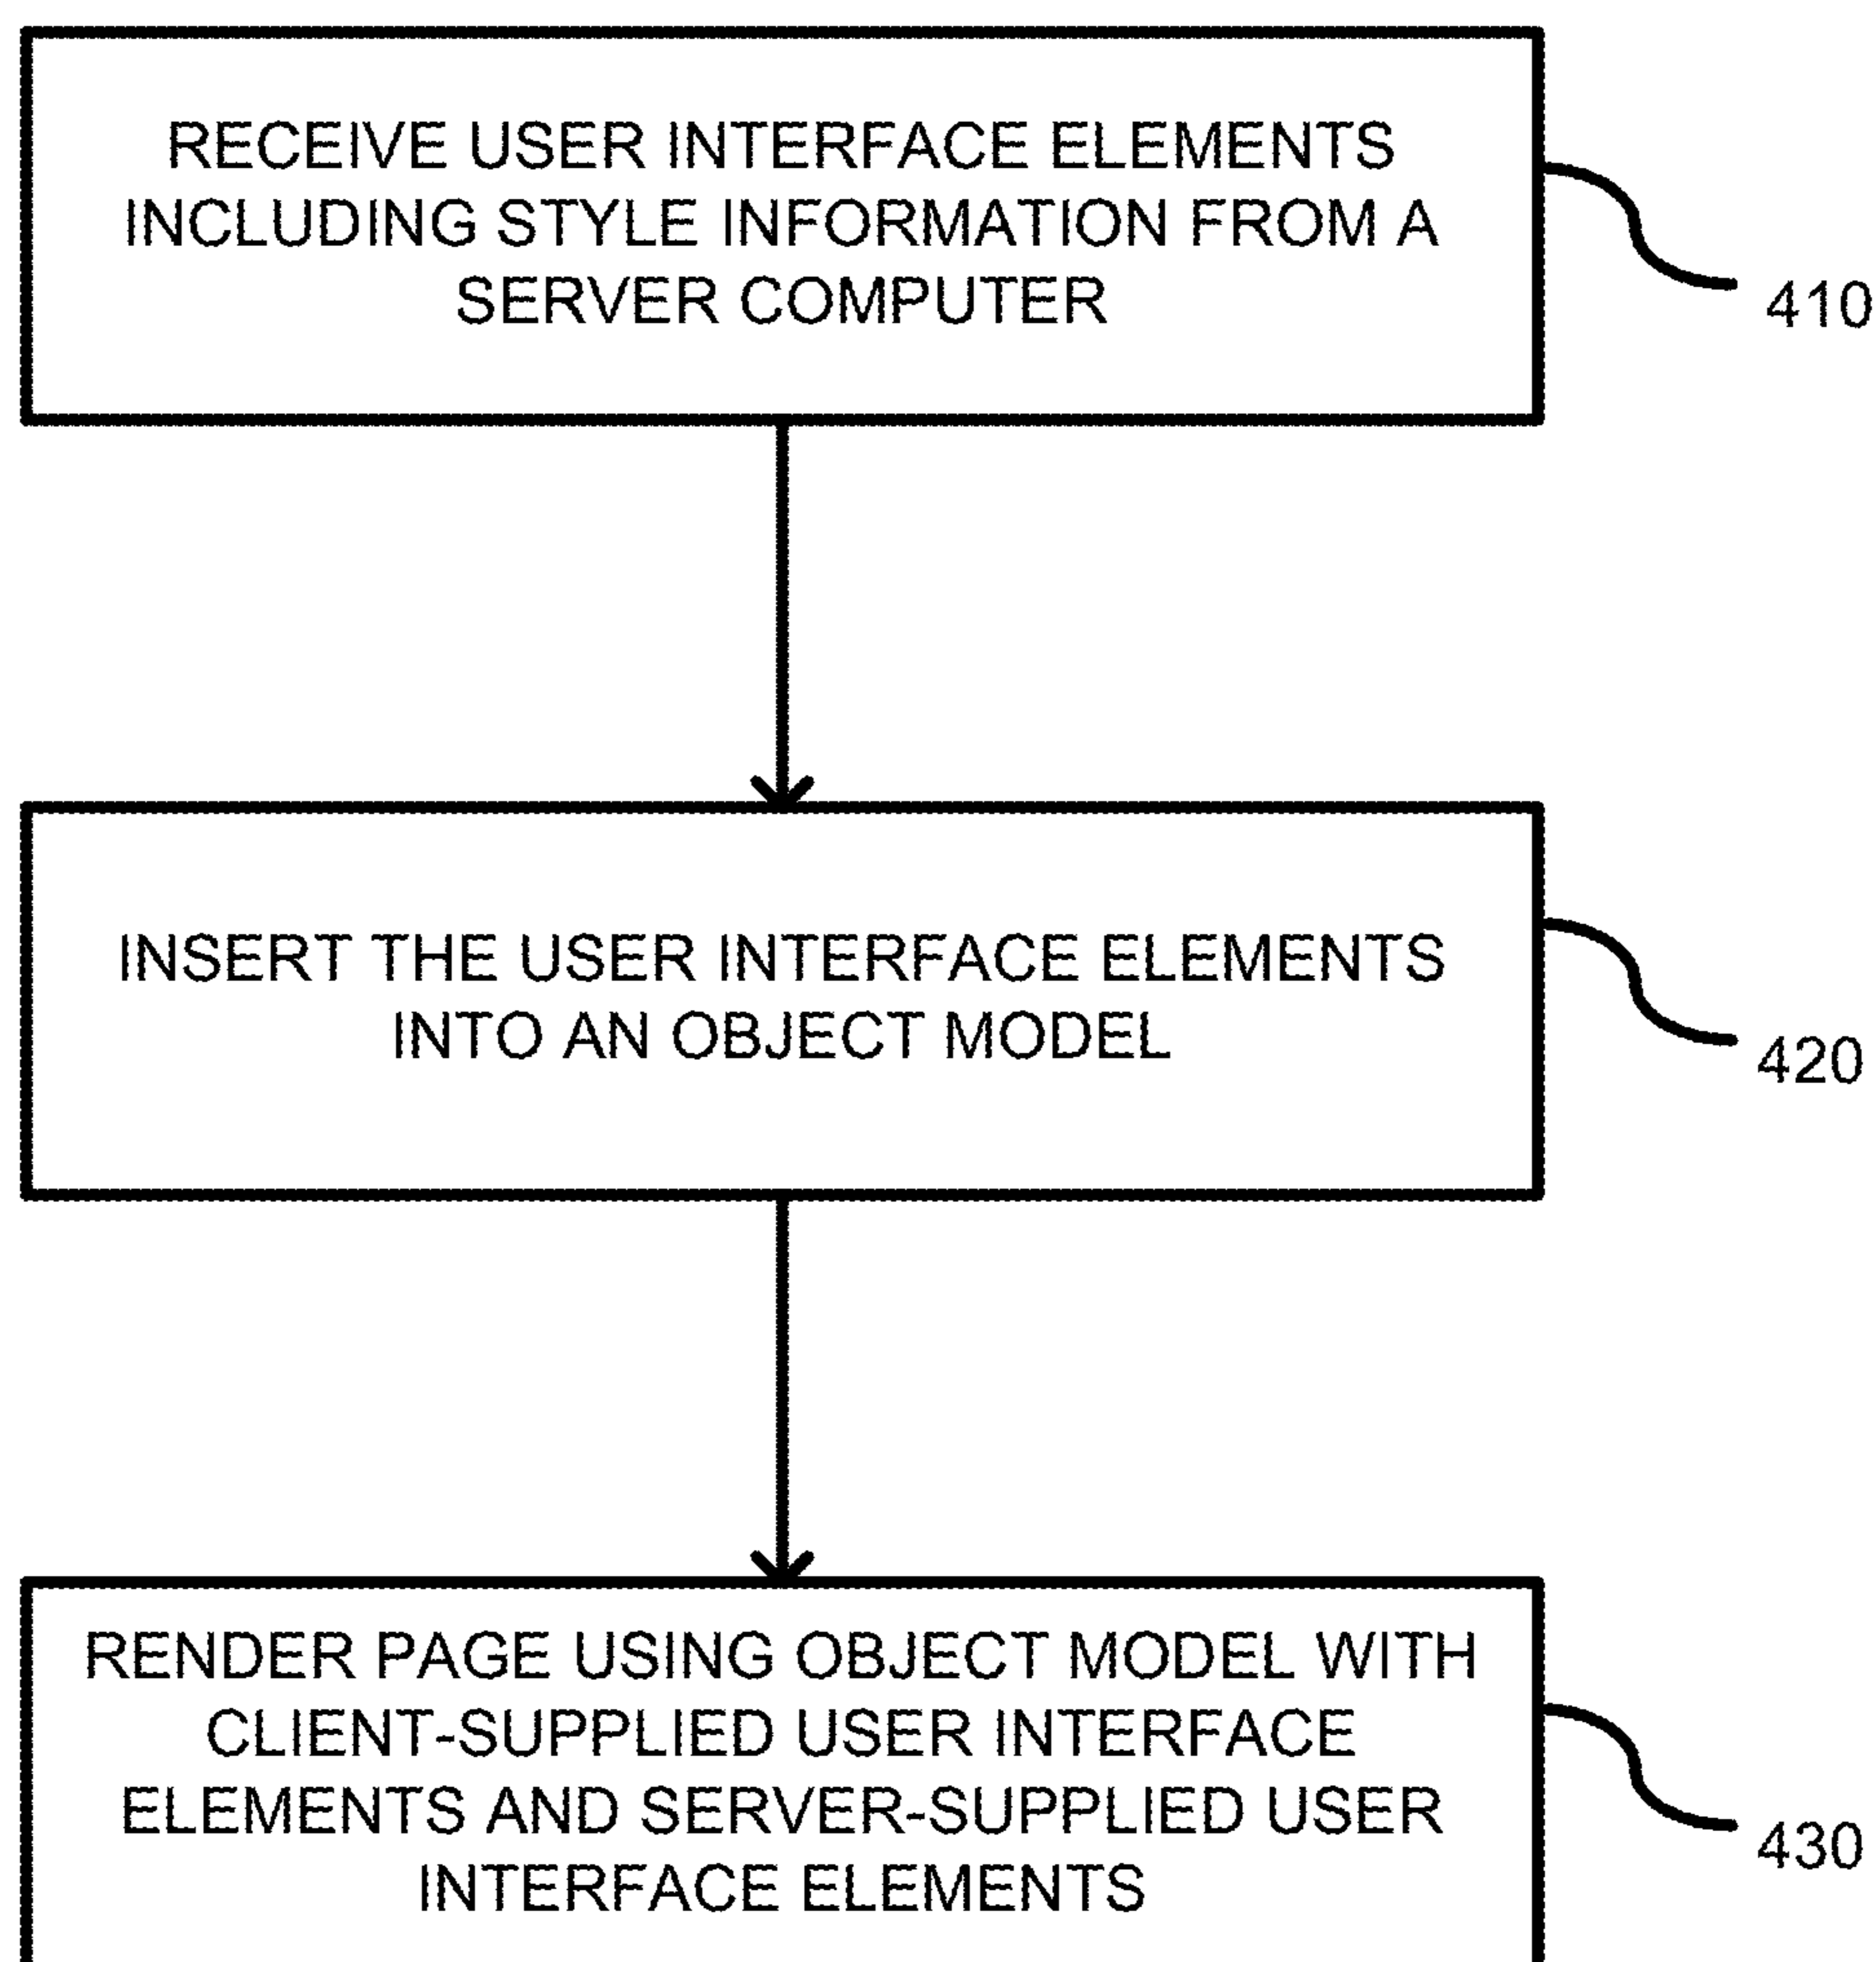 RECEIVE USER INTERFACE ELEMENTS
INCLUDING STYLE INFORMATION FROM A
SERVER COMPUTER
410
INSERT THE USER INTERFACE ELEMENTS
INTO AN OBJECT MODEL
420
RENDER PAGE USING OBJECT MODEL WITH
CLIENT-SUPPLIED USER INTERFACE
ELEMENTS AND SERVER-SUPPLIED USER
INTERFACE ELEMENTS
430